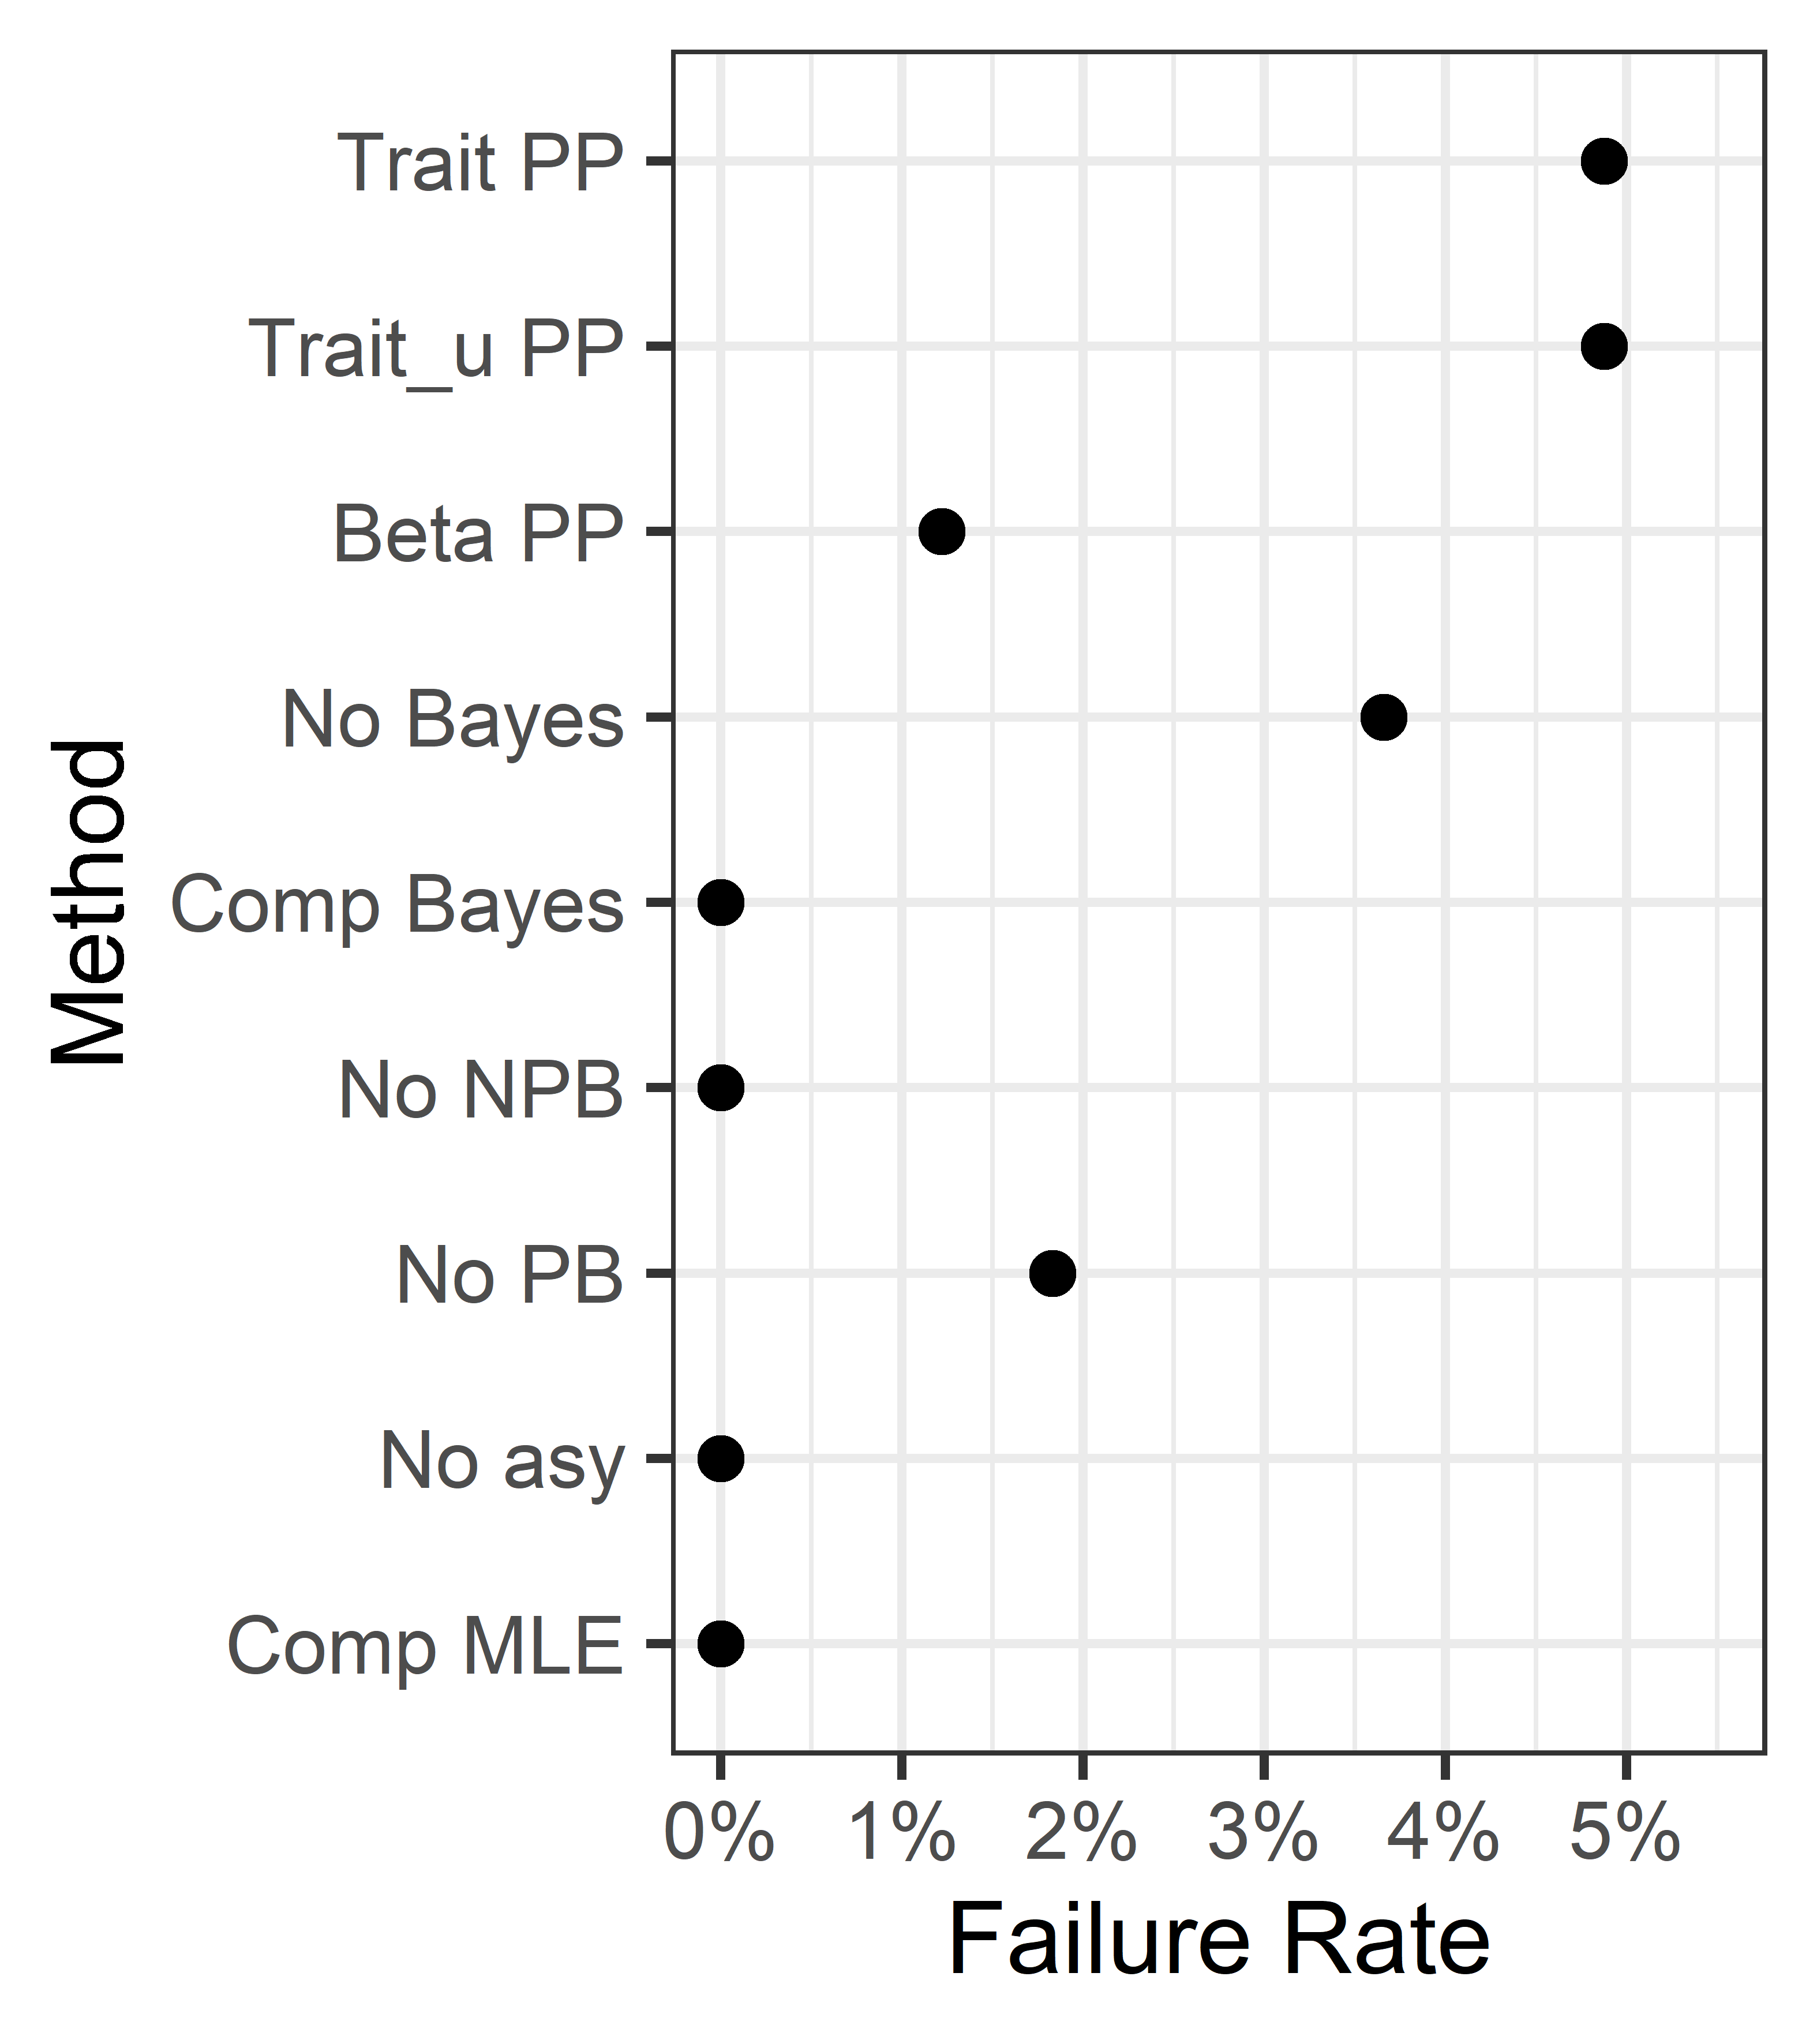 Trait PP
Trait_u PP
Beta PP
No Bayes
Comp Bayes
No NPB
No PB
No asy
Comp MLE
Method
0% 1% 2% 3% 4% 5%
Failure Rate